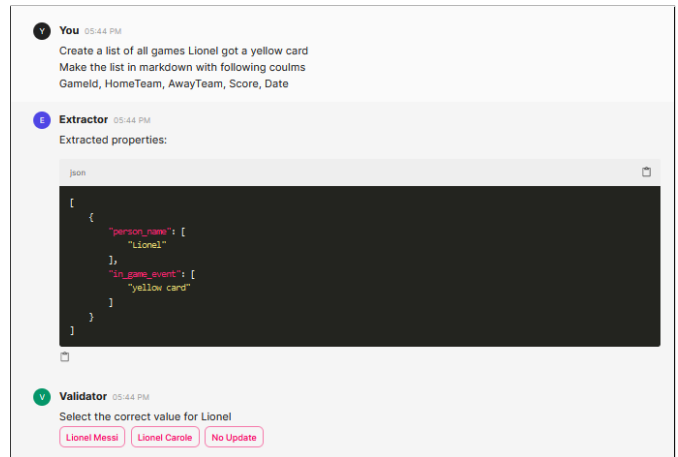 Y You 05:44 PM
Create a list of all games Lionel got a yellow card
Make the list in markdown with following coulms
GameId, HomeTeam, AwayTeam, Score, Date
E Extractor 05:44 PM
Extracted properties:
json
[
{
"person_name": [
"Lionel"
],
"in_game_event": [
"yellow card"
]
}
]
V Validator 05:44 PM
Select the correct value for Lionel
Lionel Messi Lionel Carole No Update